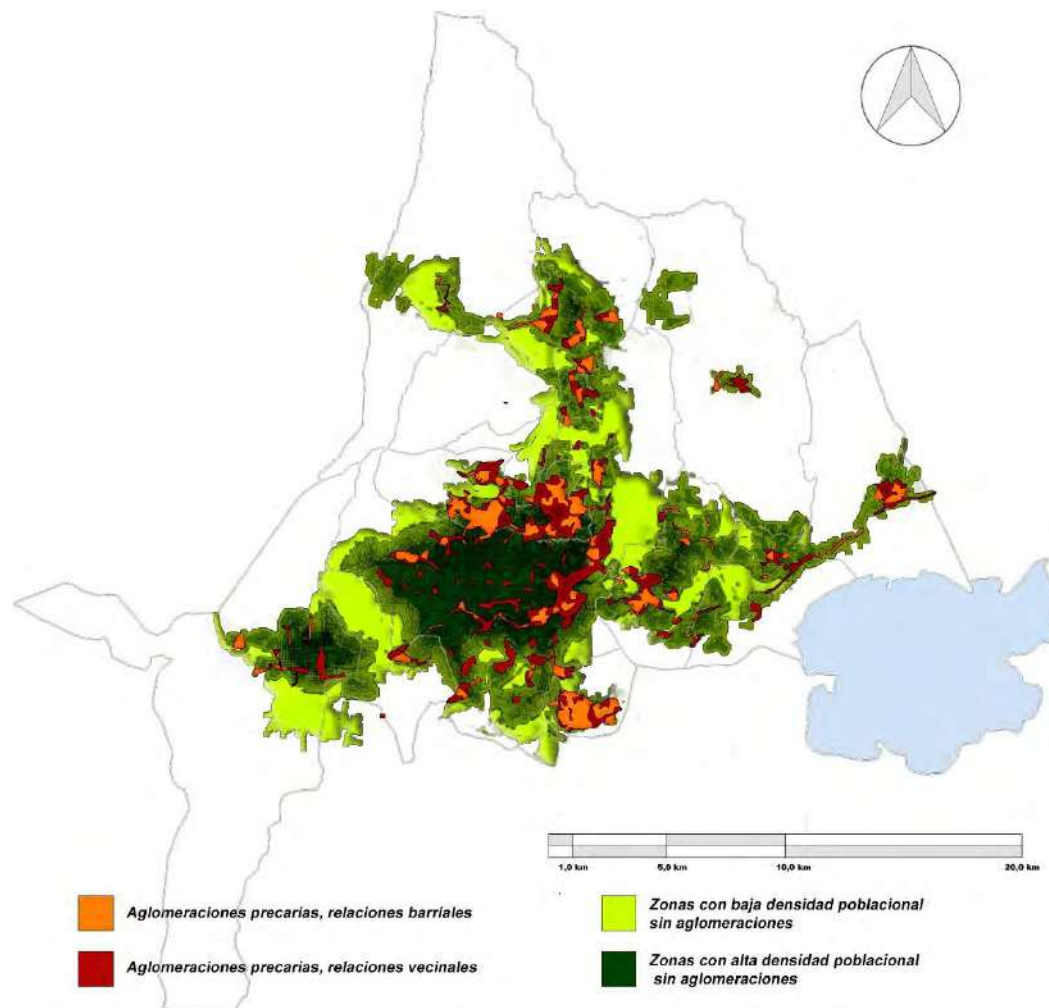 1,0 km 5,0 km 10,0 km 20,0 km
Aglomeraciones precarias, relaciones barriales
Aglomeraciones precarias, relaciones vecinales
Zonas con baja densidad poblacional
sin aglomeraciones
Zonas con alta densidad poblacional
sin aglomeraciones